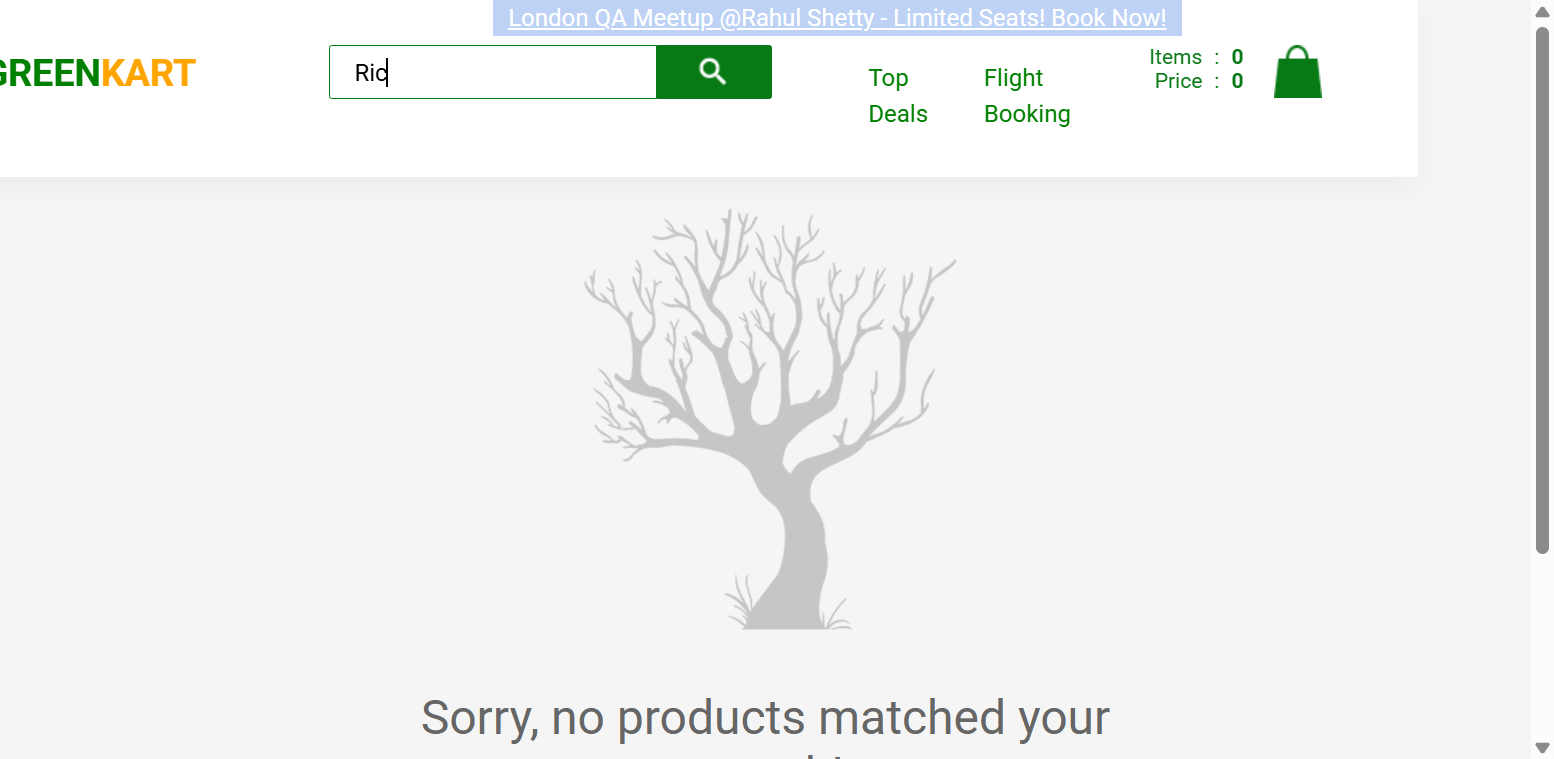 London QA Meetup @Rahul Shetty - Limited Seats! Book Now!
GREENKART
Ric
Top
Deals
Flight
Booking
Items : 0
Price : 0
Sorry, no products matched your